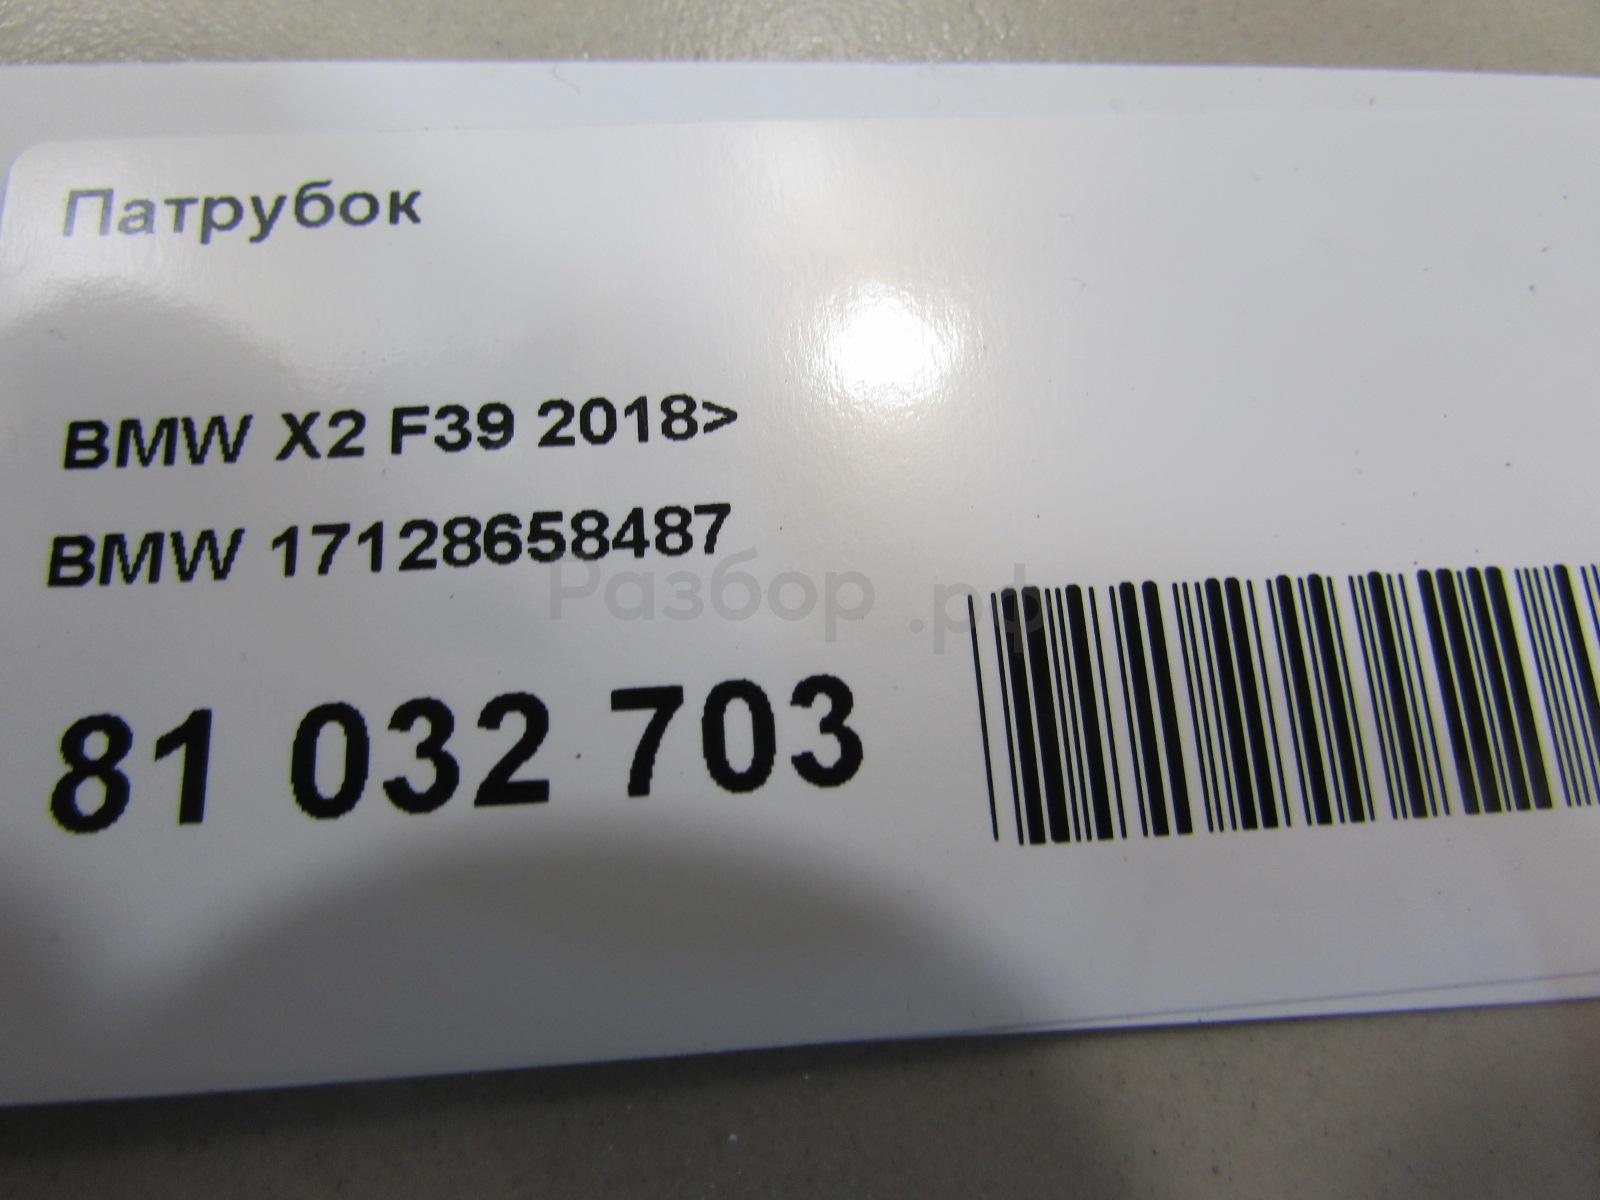 Патрубок
BMW X2 F39 2018>
BMW 17128658487
Разбор.рф
81 032 703